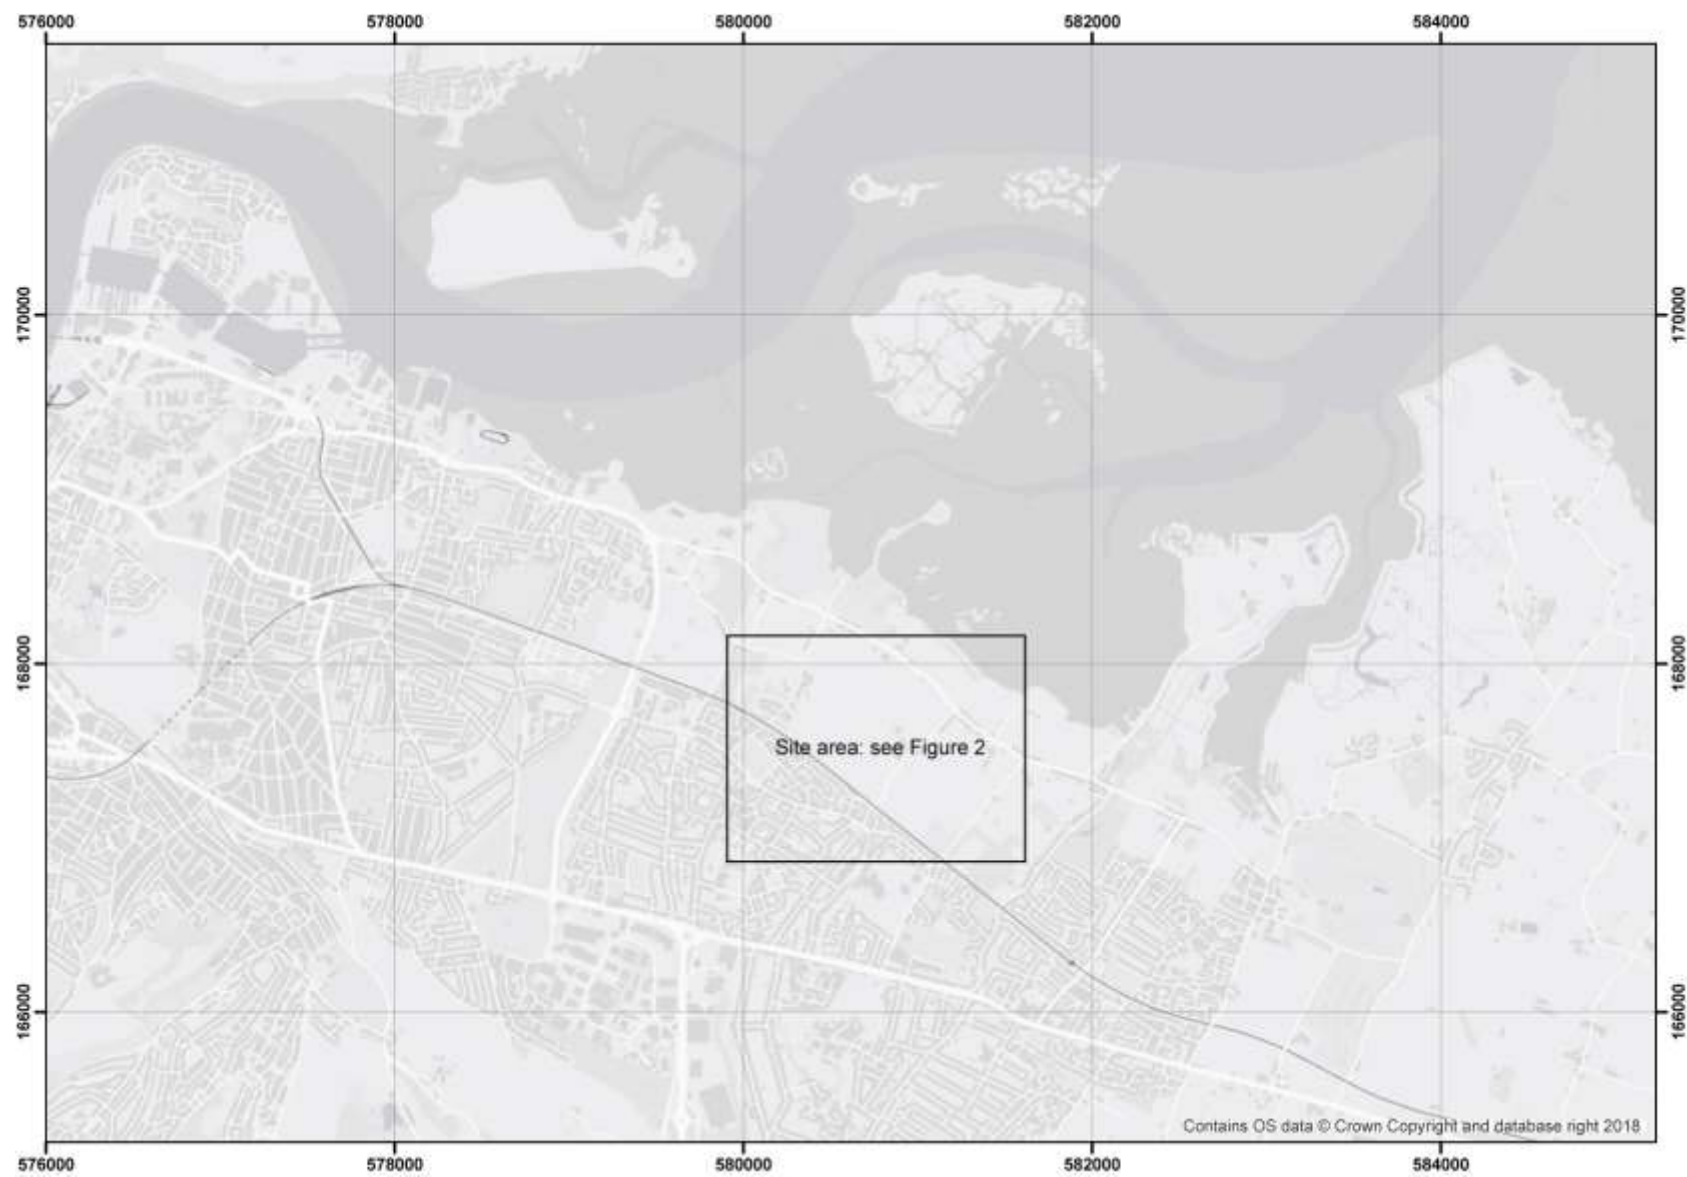 576000 578000 580000 582000 584000
170000 170000
168000 168000
Site area: see Figure 2
166000 166000
Contains OS data © Crown Copyright and database right 2018
576000 578000 580000 582000 584000